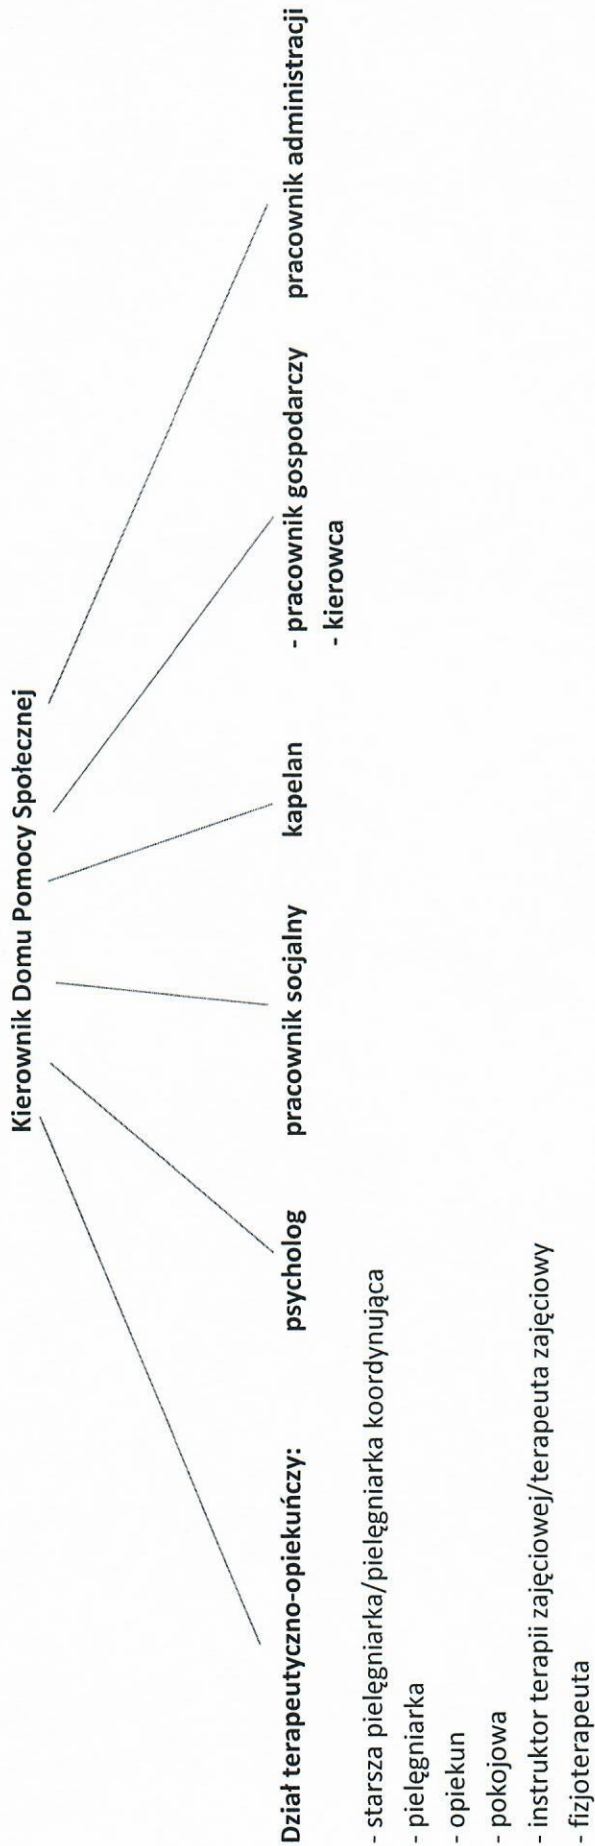 Kierownik Domu Pomocy Społecznej
Dział terapeutyczno-opiekuńczy:
psycholog
pracownik socjalny
kapelan
- pracownik gospodarczy
- kierowca
pracownik administracji
- starsza pielęgniarka/pielęgniarka koordynująca
- pielęgniarka
- opiekun
- pokojowa
- instruktor terapii zajęciowej/terapeuta zajęciowy
- fizjoterapeuta